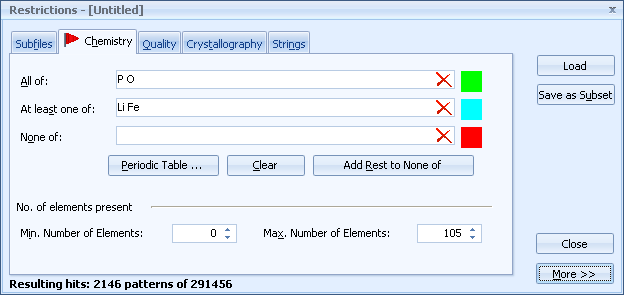 Restrictions - [Untitled]
Subfiles Chemistry Quality Crystallography Strings
All of: P O
At least one of: Li Fe
None of:
Periodic Table ... Clear Add Rest to None of
No. of elements present
Min. Number of Elements: 0 Max. Number of Elements: 105
Load
Save as Subset
Close
More >>
Resulting hits: 2146 patterns of 291456